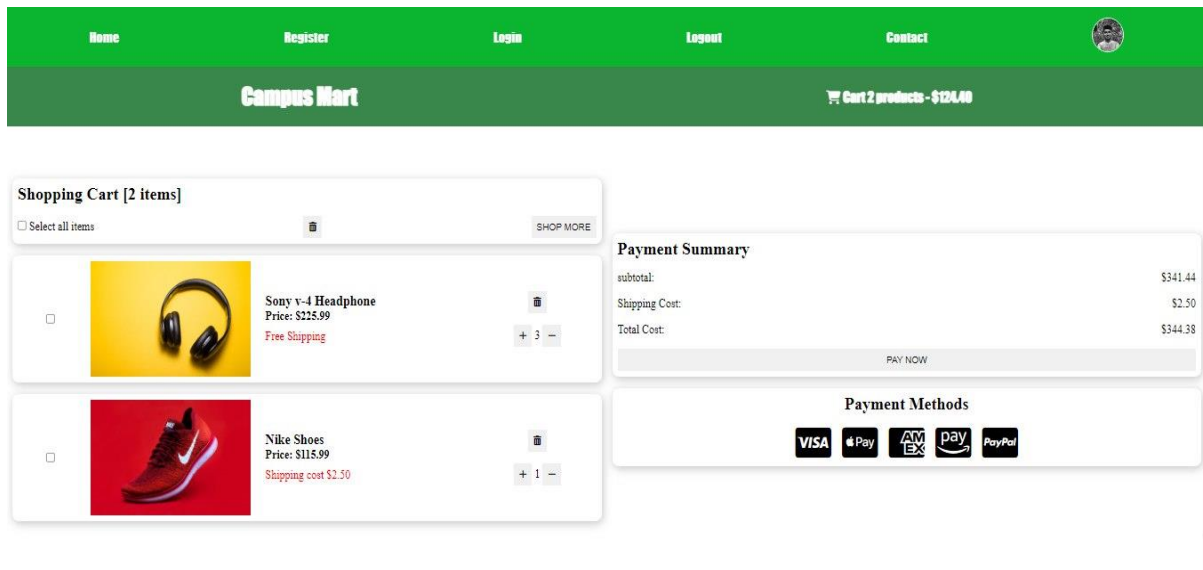 Home Register Login Logout Contact
Campus Mart Cart 2 products - $124.40
Shopping Cart [2 items]
Select all items SHOP MORE
Sony v-4 Headphone
Price: $225.99
Free Shipping
+ 3 −
Nike Shoes
Price: $115.99
Shipping cost $2.50
+ 1 −
Payment Summary
subtotal: $341.44
Shipping Cost: $2.50
Total Cost: $344.38
PAY NOW
Payment Methods
VISA Pay AM EX pay PayPal